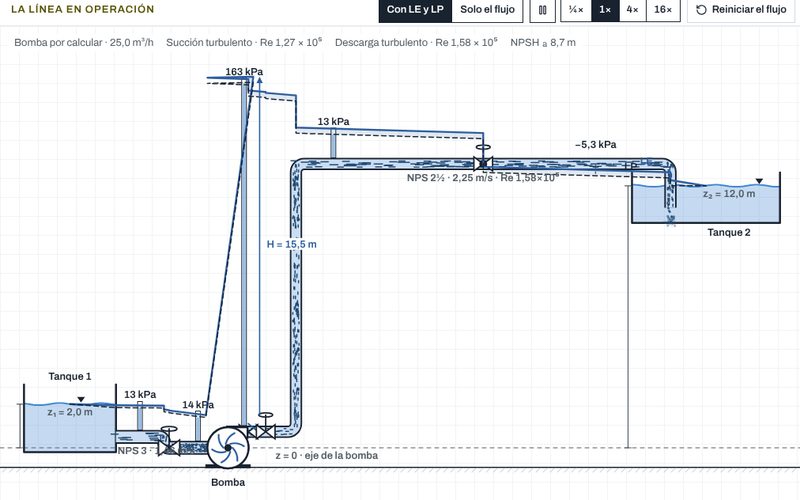 LA LÍNEA EN OPERACIÓN
Con LE y LP
Solo el flujo
¼×
1×
4×
16×
Reiniciar el flujo
Bomba por calcular · 25,0 m³/h
Succión turbulento · Re 1,27 × 10⁵
Descarga turbulento · Re 1,58 × 10⁵
NPSH a 8,7 m
163 kPa
13 kPa
−5,3 kPa
NPS 2½ · 2,25 m/s · Re 1,58×10⁵
z₂ = 12,0 m
Tanque 2
H = 15,5 m
Tanque 1
13 kPa
14 kPa
z₁ = 2,0 m
NPS 3 ·
z = 0 · eje de la bomba
Bomba